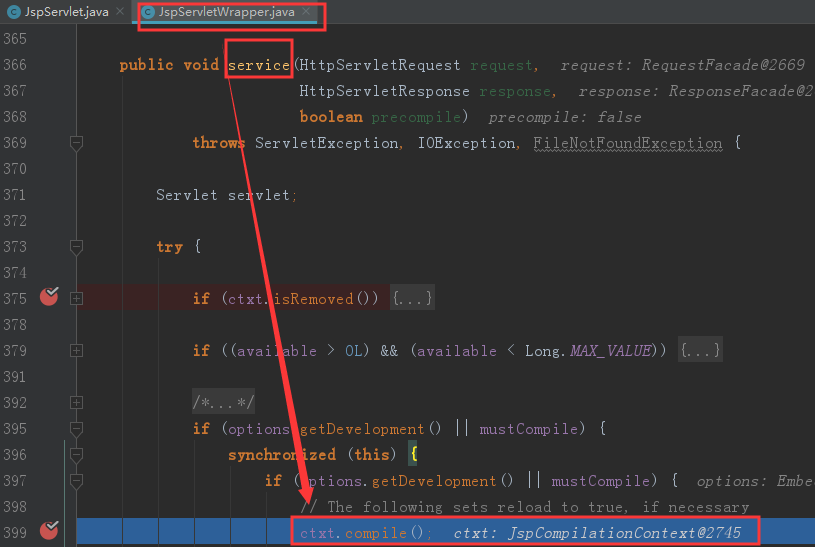 JspServlet.java × JspServletWrapper.java ×
365
366 public void service(HttpServletRequest request, request: RequestFacade@2669
367 HttpServletResponse response, response: ResponseFacade@2
368 boolean precompile) precompile: false
369 throws ServletException, IOException, FileNotFoundException {
370
371 Servlet servlet;
372
373 try {
374
375 if (ctxt.isRemoved()) {...}
378
379 if ((available > 0L) && (available < Long.MAX_VALUE)) {...}
391
392 /*...*/
395 if (options.getDevelopment() || mustCompile) {
396 synchronized (this) {
397 if (options.getDevelopment() || mustCompile) { options: Embe
398 // The following sets reload to true, if necessary
399 ctxt.compile(); ctxt: JspCompilationContext@2745